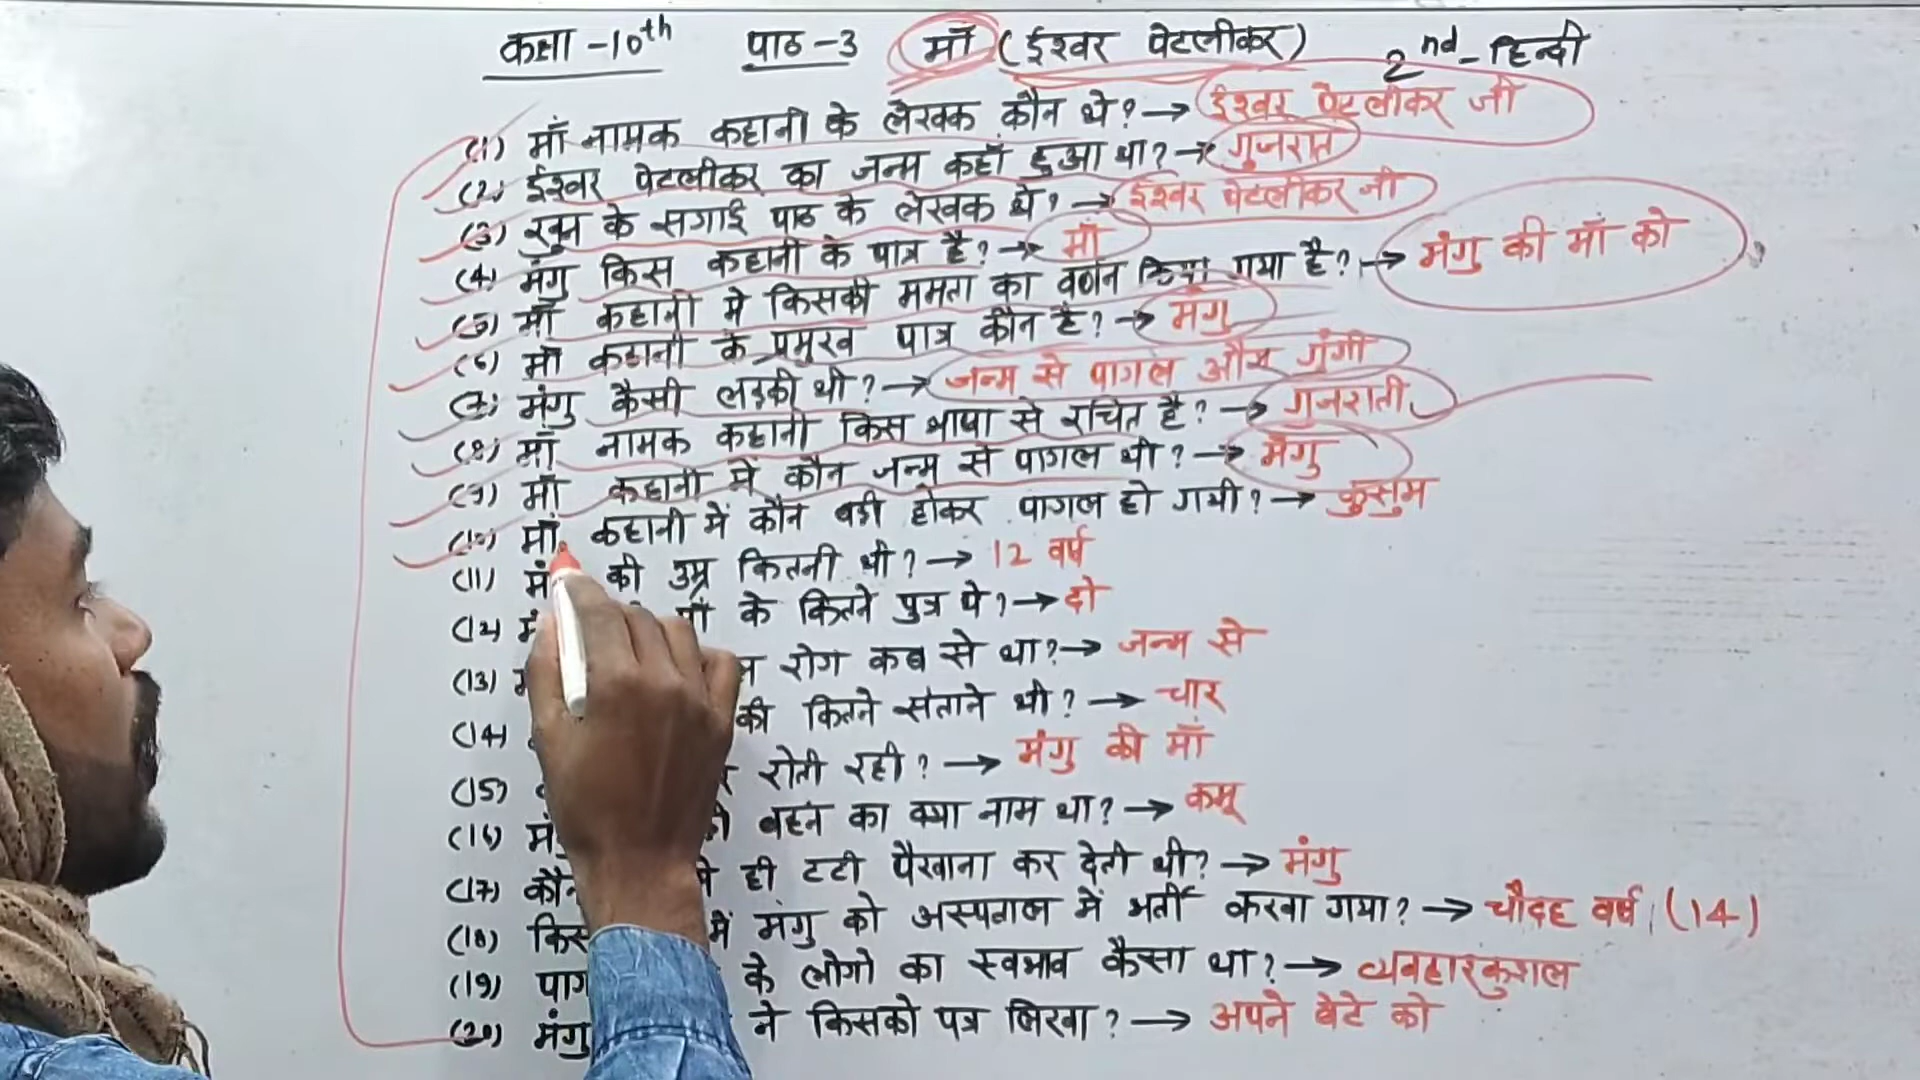 कक्षा -10th पाठ -3 माँ (ईश्वर पेटलीकर) 2nd - हिन्दी
(1) माँ नामक कहानी के लेखक कौन थे? → ईश्वर पेटलीकर जी
(2) ईश्वर पेटलीकर का जन्म कहाँ हुआ था? → गुजरात
(3) खुन के सगाई पाठ के लेखक थे? → ईश्वर पेटलीकर जी
(4) मंगु किस कहानी के पात्र है? → माँ
(5) माँ कहानी मे किसकी ममता का वर्णन किया गया है? → मंगु की माँ को
(6) माँ कहानी के प्रमुख पात्र कौन है? → मंगु
(7) मंगु कैसी लड़की थी? → जन्म से पागल और गुंगी
(8) माँ नामक कहानी किस भाषा से रचित है? → गुजराती
(9) माँ कहानी में कौन जन्म से पागल थी? → मंगु
(10) माँ कहानी में कौन बड़ी होकर पागल हो गयी? → कुसुम
(11) की उम्र कितनी थी? → 12 वर्ष
(12) के कितने पुत्र थे? → दो
(13) रोग कब से था? → जन्म से
(14) की कितने संताने थी? → चार
(15) रोती रही? → मंगु की माँ
(16) बहन का क्या नाम था? → कमू
(17) कौन ही टटी पैखाना कर देती थी? → मंगु
(18) किस में मंगु को अस्पताल में भर्ती करवा गया? → चौदह वर्ष (14)
(19) के लोगो का स्वभाव कैसा था? → व्यवहारकुशल
(20) मंगु ने किसको पत्र लिखा? → अपने बेटे को